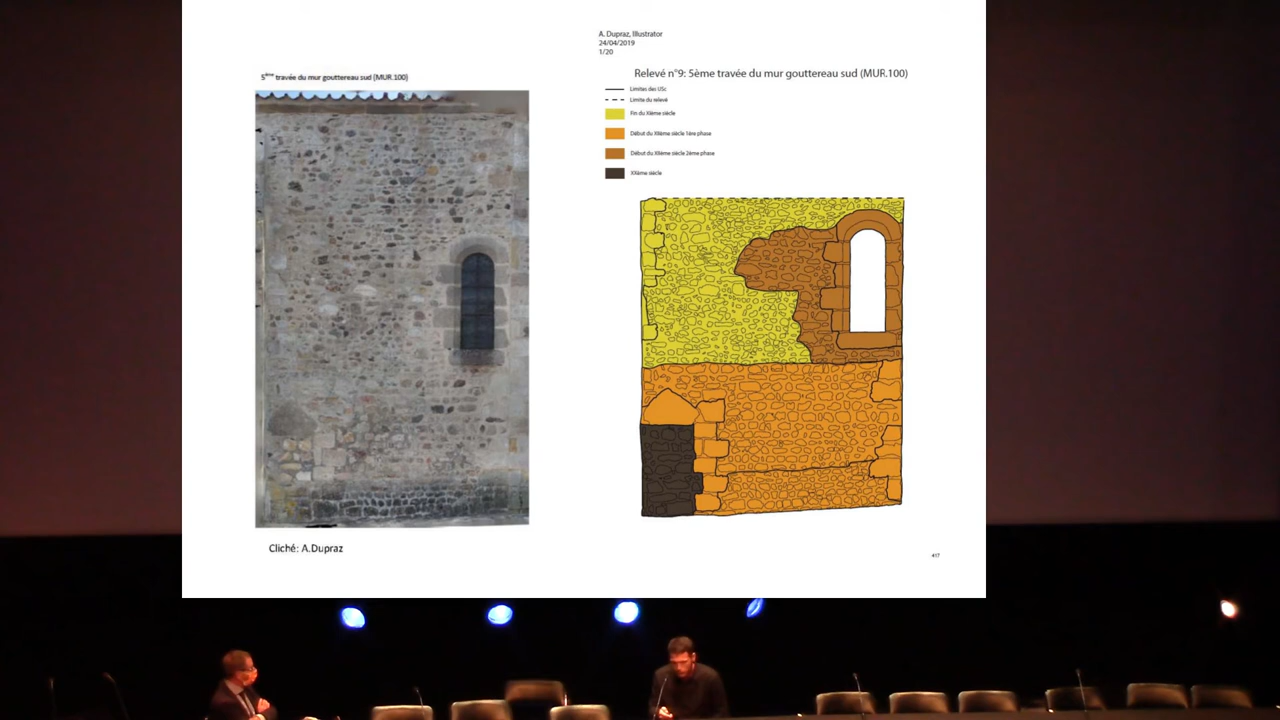 5ème travée du mur gouttereau sud (MUR.100)
Cliché: A.Dupraz
A. Dupraz, Illustrator
24/04/2019
1/20
Relevé n°9: 5ème travée du mur gouttereau sud (MUR.100)
Limites des USc
Limite du relevé
Fin du XIème siècle
Début du XIIème siècle 1ère phase
Début du XIIème siècle 2ème phase
XXème siècle
417